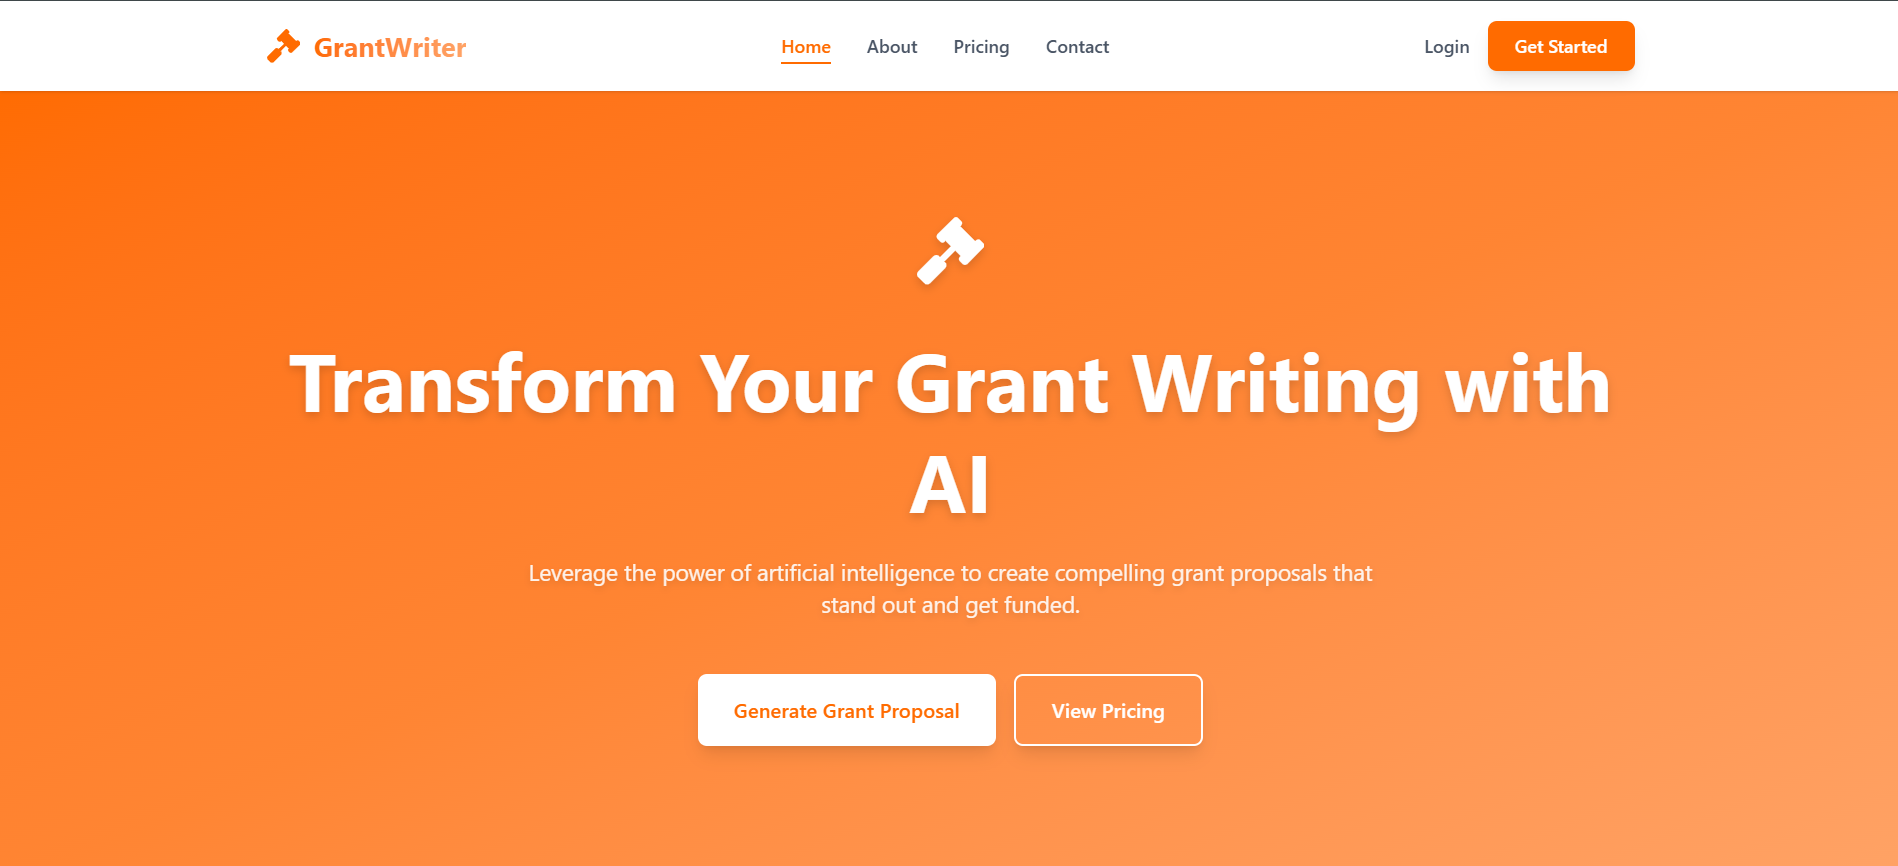 GrantWriter
Home
About
Pricing
Contact
Login
Get Started
Transform Your Grant Writing with
AI
Leverage the power of artificial intelligence to create compelling grant proposals that
stand out and get funded.
Generate Grant Proposal
View Pricing